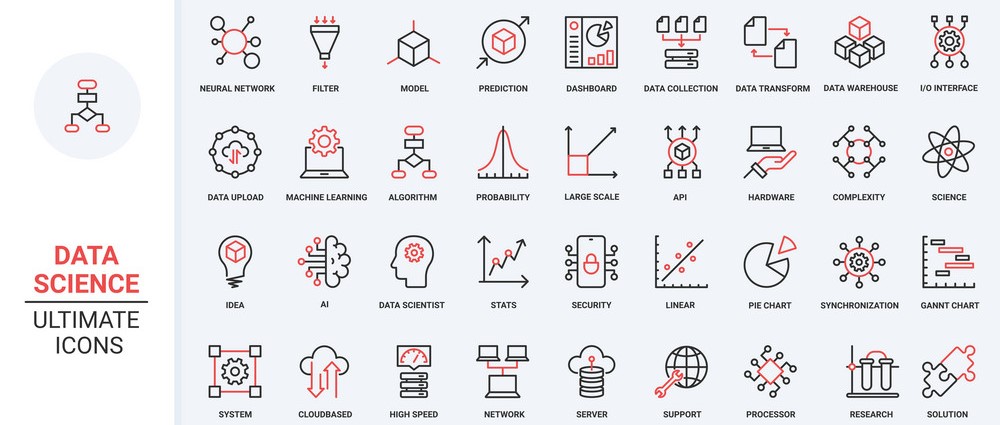 DATA
SCIENCE
ULTIMATE
ICONS
NEURAL NETWORK
FILTER
MODEL
PREDICTION
DASHBOARD
DATA COLLECTION
DATA TRANSFORM
DATA WAREHOUSE
I/O INTERFACE
DATA UPLOAD
MACHINE LEARNING
ALGORITHM
PROBABILITY
LARGE SCALE
API
HARDWARE
COMPLEXITY
SCIENCE
IDEA
AI
DATA SCIENTIST
STATS
SECURITY
LINEAR
PIE CHART
SYNCHRONIZATION
GANNT CHART
SYSTEM
CLOUDBASED
HIGH SPEED
NETWORK
SERVER
SUPPORT
PROCESSOR
RESEARCH
SOLUTION